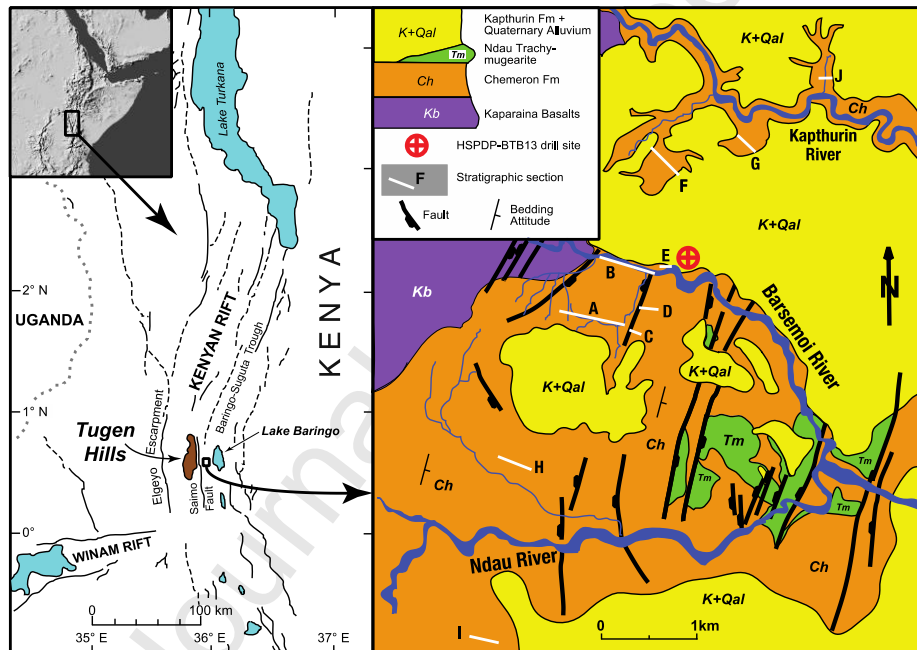 Lake Turkana
2° N
UGANDA
KENYAN RIFT
KENYA
Baringo-Suguta Trough
1° N
Elgeyo Escarpment
Tugen
Hills
Lake Baringo
Saimo
Fault
0°
WINAM RIFT
0 100 km
35° E 36° E 37° E
Journal
K+Qal
Kapthurin Fm +
Quaternary Alluvium
Tm
Ndau Trachy-
mugearite
Ch
Chemeron Fm
Kb
Kaparaina Basalts
HSPDP-BTB13 drill site
F
Stratigraphic section
Fault
Bedding
Attitude
K+Qal
K+Qal
J
Ch
Kapthurin
River
G
F
K+Qal
E
B
N
Kb
Barsemoi River
A
D
C
K+Qal
K+Qal
Ch
Tm
H
Tm
Tm
Ch
Tm
Tm
Ndau River
Ch
K+Qal
I
0 1km